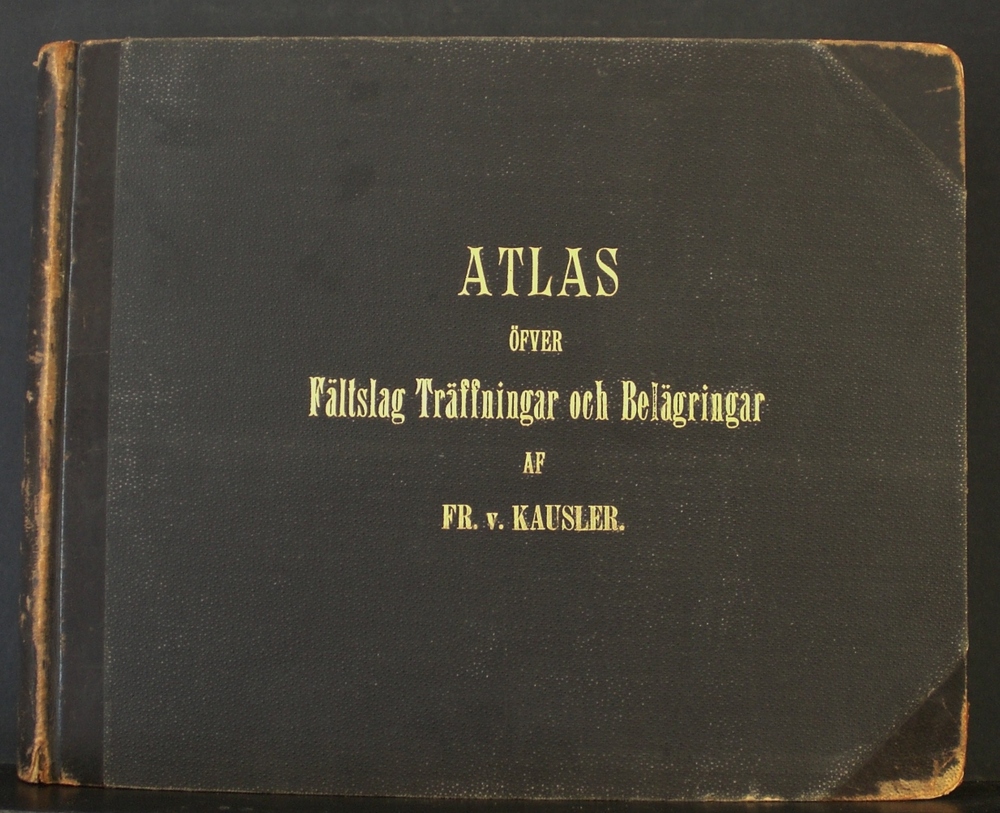 ATLAS
ÖFVER
Fältslag Träffningar och Belägringar
AF
FR. v. KAUSLER.